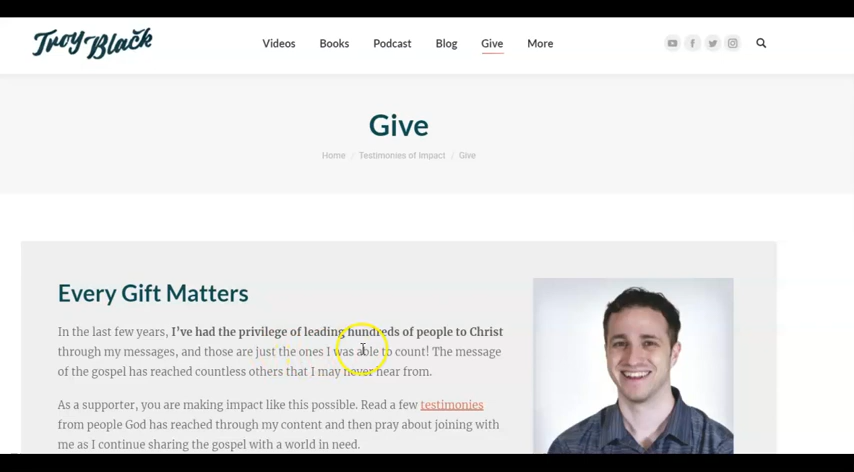 Troy Black
Videos Books Podcast Blog Give More
Give
Home / Testimonies of Impact / Give
Every Gift Matters
In the last few years, I've had the privilege of leading hundreds of people to Christ
through my messages, and those are just the ones I was able to count! The message
of the gospel has reached countless others that I may never hear from.
As a supporter, you are making impact like this possible. Read a few testimonies
from people God has reached through my content and then pray about joining with
me as I continue sharing the gospel with a world in need.